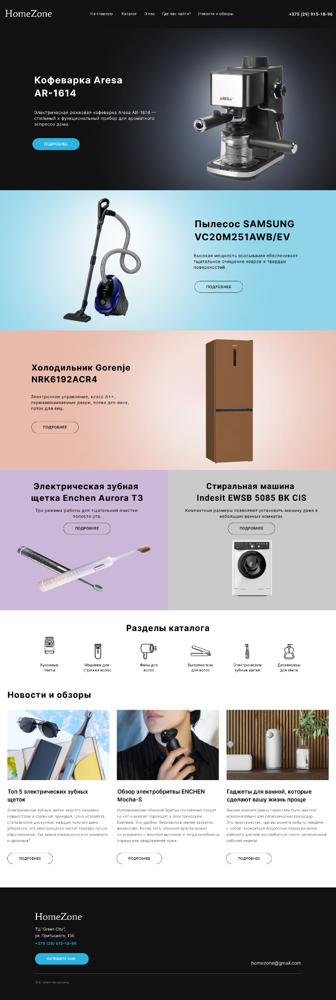 HomeZone
На главную
Каталог
О нас
Где нас найти?
Новости и обзоры
+375 (29) 915-18-96
Кофеварка Aresa
AR-1614
Электрическая рожковая кофеварка Aresa AR-1614 —
стильный и функциональный прибор для ароматного
эспрессо дома.
ПОДРОБНЕЕ
ARESA
Пылесос SAMSUNG
VC20M251AWB/EV
Высокая мощность всасывания обеспечивает
тщательное очищение ковров и твердых
поверхностей.
ПОДРОБНЕЕ
Холодильник Gorenje
NRK6192ACR4
Электронное управление, класс A++,
перенавешиваемые двери, полка для вина,
лоток для яиц.
ПОДРОБНЕЕ
Электрическая зубная
щетка Enchen Aurora T3
Три режима работы для тщательной очистки
полости рта.
ПОДРОБНЕЕ
Стиральная машина
Indesit EWSB 5085 BK CIS
Компактные размеры позволяют установить машину даже в
небольших ванных комнатах.
ПОДРОБНЕЕ
Разделы каталога
Кухонные
плиты
Машинки для
стрижки волос
Фены для
волос
Выпрямители
для волос
Электрические
зубные щетки
Диспенсеры
для мыла
Новости и обзоры
Топ 5 электрических зубных
щеток
Электрические зубные щетки недолго казались
новшеством и странной причудой. Цена устройств
стала вполне доступной, каждый получил шанс
убедиться, что электрощетка чистит гораздо лучше
обыкновенной. Так зачем отказываться от комфорта
и здоровья?
ПОДРОБНЕЕ
Обзор электробритвы ENCHEN
Mocha-S
Использование обычной бритвы постепенно сходит
на нет и многие переходят к электрическим
бритвам. Это удобно, безопасно и менее затратно
финансово. Более того, обычная бритва может
не справится с жесткой щетиной, и тогда неизбежны
порезы или раздражение кожи.
ПОДРОБНЕЕ
Гаджеты для ванной, которые
сделают вашу жизнь проще
Ванная комната давно перестала быть местом
исключительно для гигиенических процедур.
Это пространство, где вы можете побыть наедине
с собой, зарядиться бодростью перед началом
рабочего дня или расслабиться после напряженной
рабочей недели.
ПОДРОБНЕЕ
HomeZone
ТЦ "Green City",
ул. Притыцкого, 156
+375 (29) 915-18-96
НАПИШИТЕ НАМ
homezone@gmail.com
Все права защищены